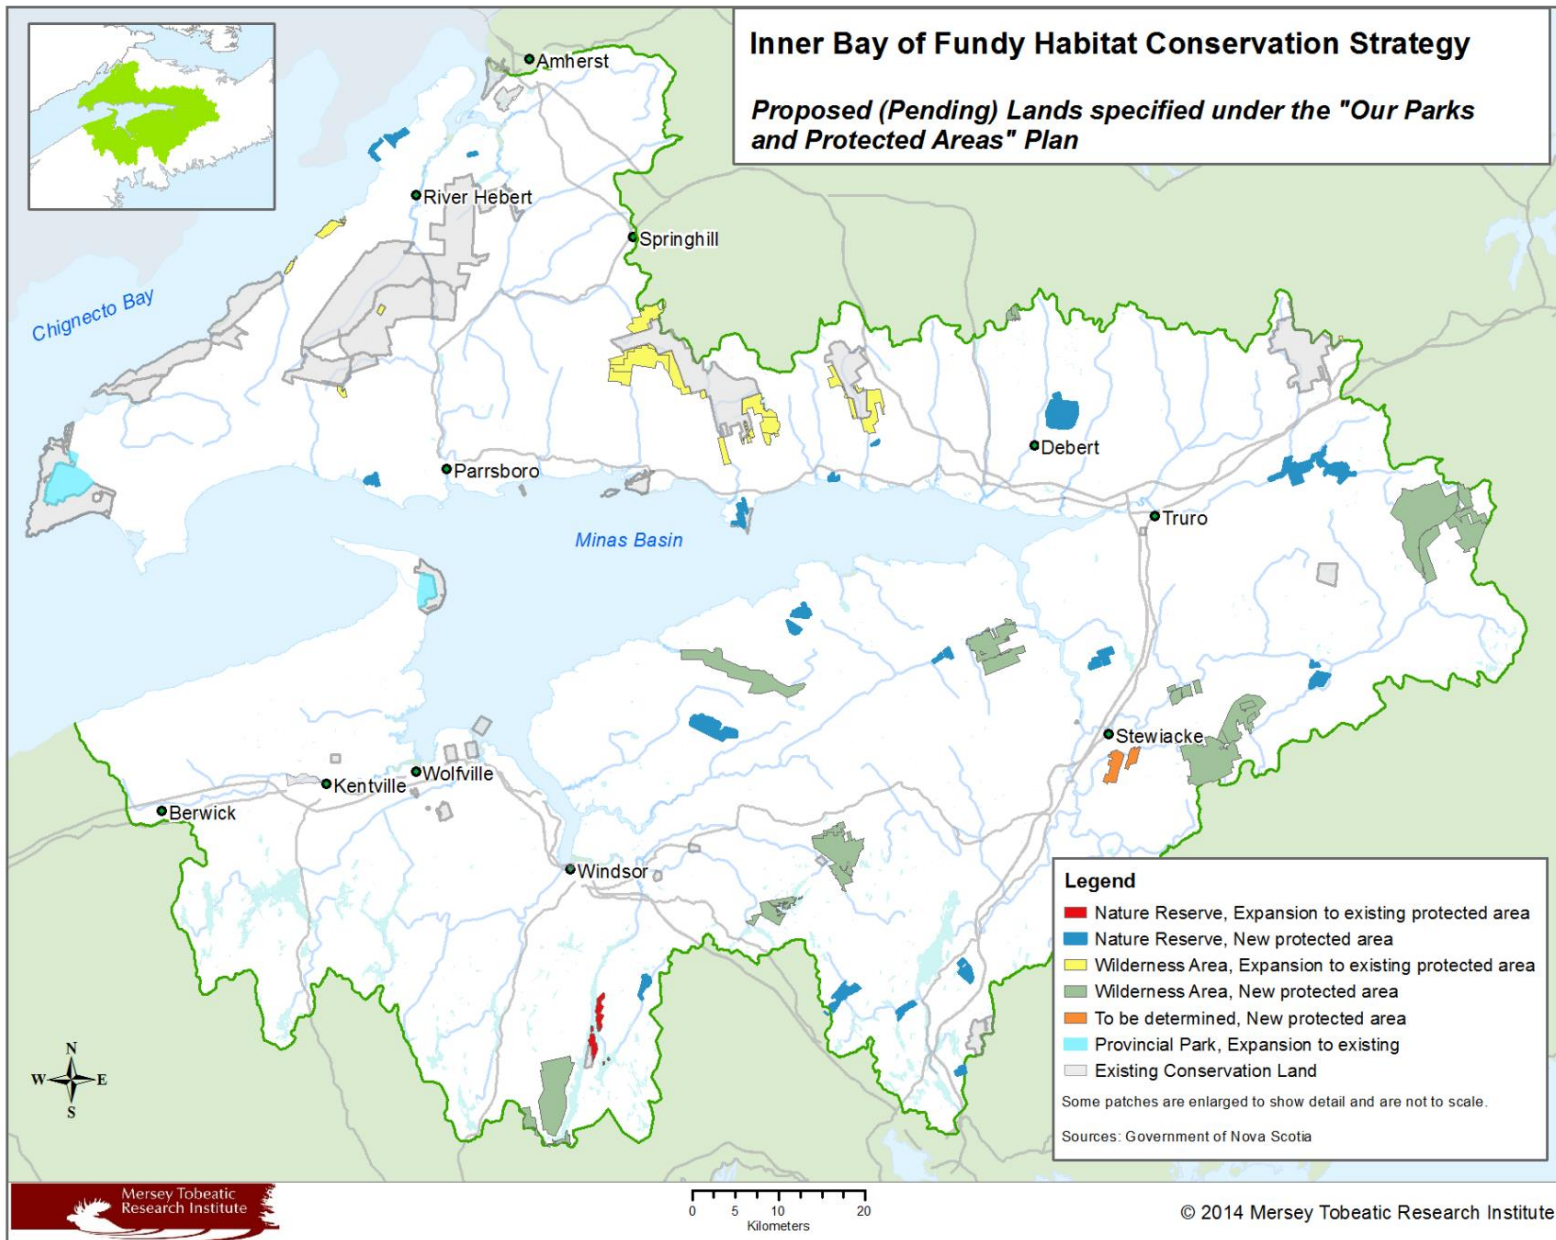 Inner Bay of Fundy Habitat Conservation Strategy
Proposed (Pending) Lands specified under the "Our Parks
and Protected Areas" Plan
Amherst
River Hebert
Springhill
Chignecto Bay
Debert
Parrsboro
Truro
Minas Basin
Stewiacke
Wolfville
Kentville
Berwick
Windsor
Legend
Nature Reserve, Expansion to existing protected area
Nature Reserve, New protected area
Wilderness Area, Expansion to existing protected area
Wilderness Area, New protected area
To be determined, New protected area
Provincial Park, Expansion to existing
Existing Conservation Land
Some patches are enlarged to show detail and are not to scale.
Sources: Government of Nova Scotia
N
W E
S
Mersey Tobeatic
Research Institute
0 5 10 20
Kilometers
© 2014 Mersey Tobeatic Research Institute